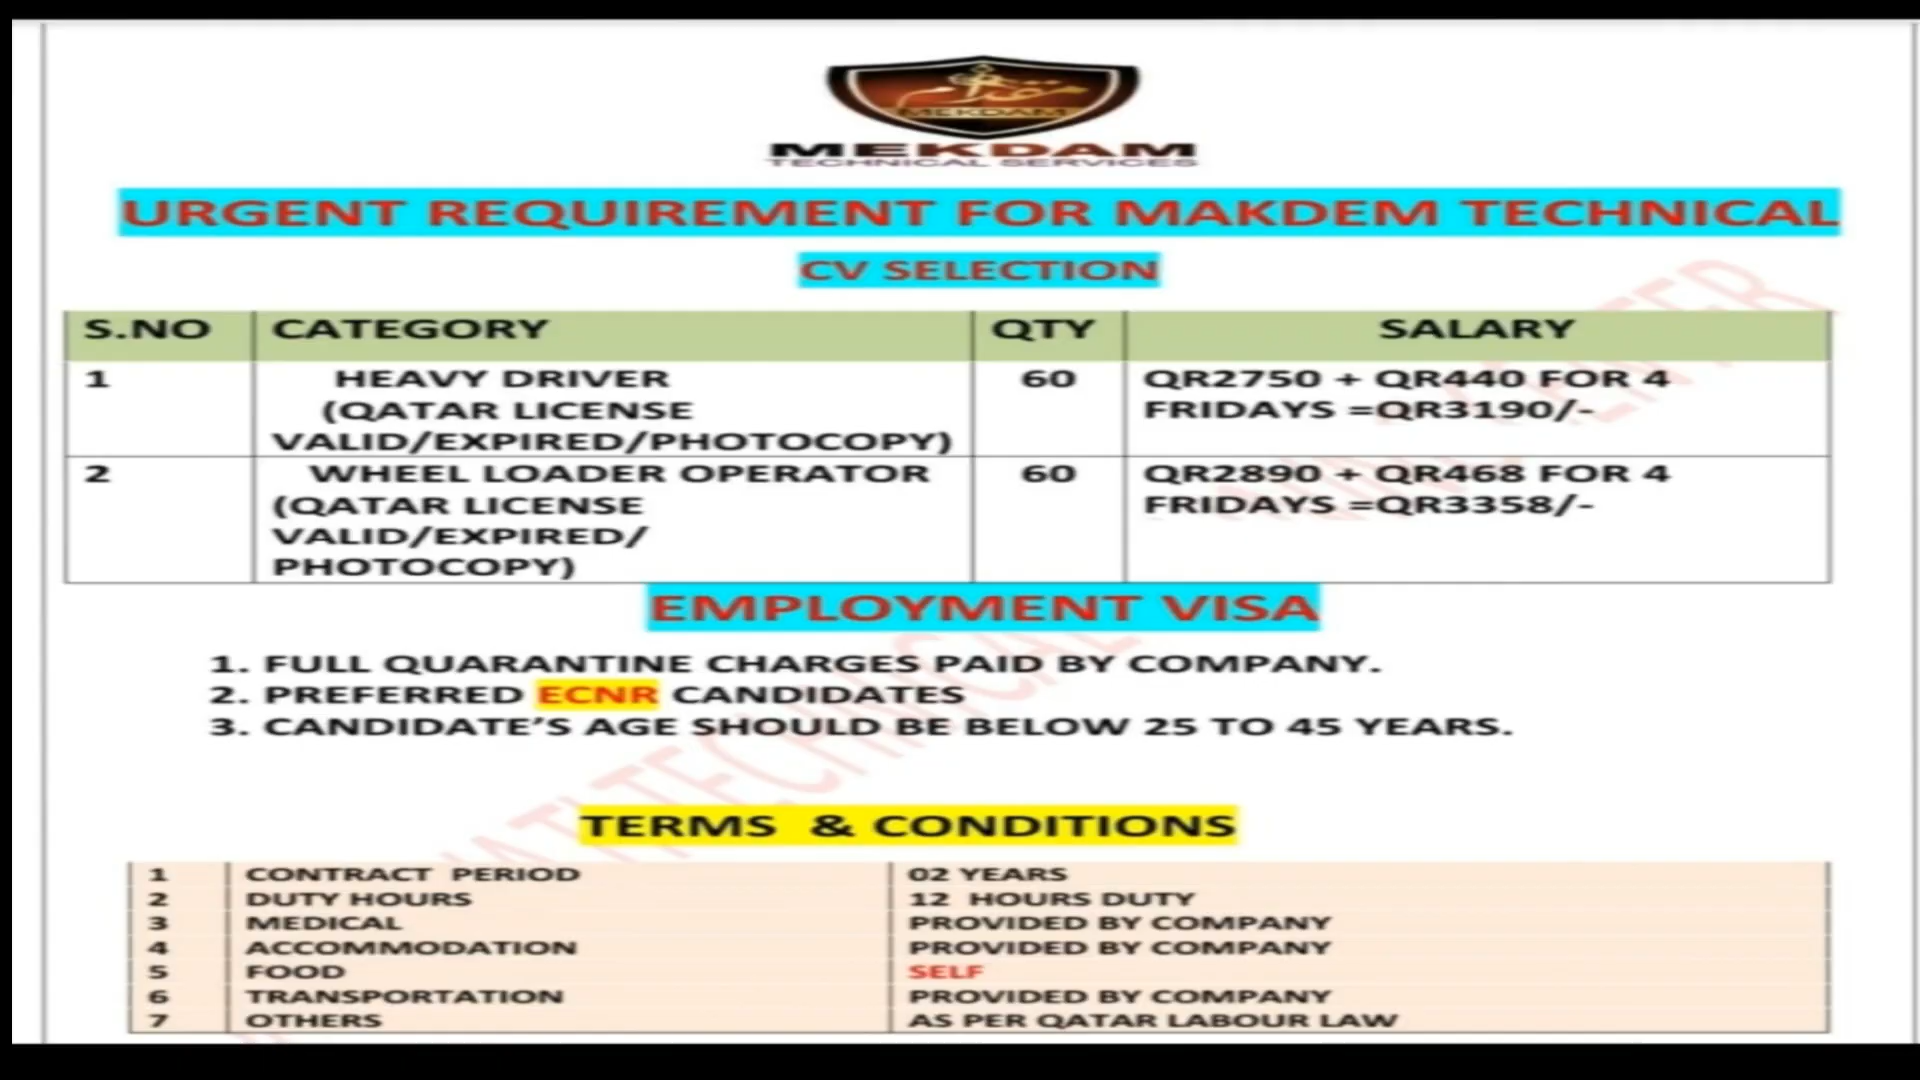 مقدام
MEKDAM
MEKDAM
TECHNICAL SERVICES
URGENT REQUIREMENT FOR MAKDEM TECHNICAL
CV SELECTION
S.NO CATEGORY QTY SALARY
1 HEAVY DRIVER 60 QR2750 + QR440 FOR 4
(QATAR LICENSE FRIDAYS =QR3190/-
VALID/EXPIRED/PHOTOCOPY)
2 WHEEL LOADER OPERATOR 60 QR2890 + QR468 FOR 4
(QATAR LICENSE FRIDAYS =QR3358/-
VALID/EXPIRED/
PHOTOCOPY)
EMPLOYMENT VISA
1. FULL QUARANTINE CHARGES PAID BY COMPANY.
2. PREFERRED ECNR CANDIDATES
3. CANDIDATE’S AGE SHOULD BE BELOW 25 TO 45 YEARS.
TERMS & CONDITIONS
1 CONTRACT PERIOD 02 YEARS
2 DUTY HOURS 12 HOURS DUTY
3 MEDICAL PROVIDED BY COMPANY
4 ACCOMMODATION PROVIDED BY COMPANY
5 FOOD SELF
6 TRANSPORTATION PROVIDED BY COMPANY
7 OTHERS AS PER QATAR LABOUR LAW
TECHNICAL